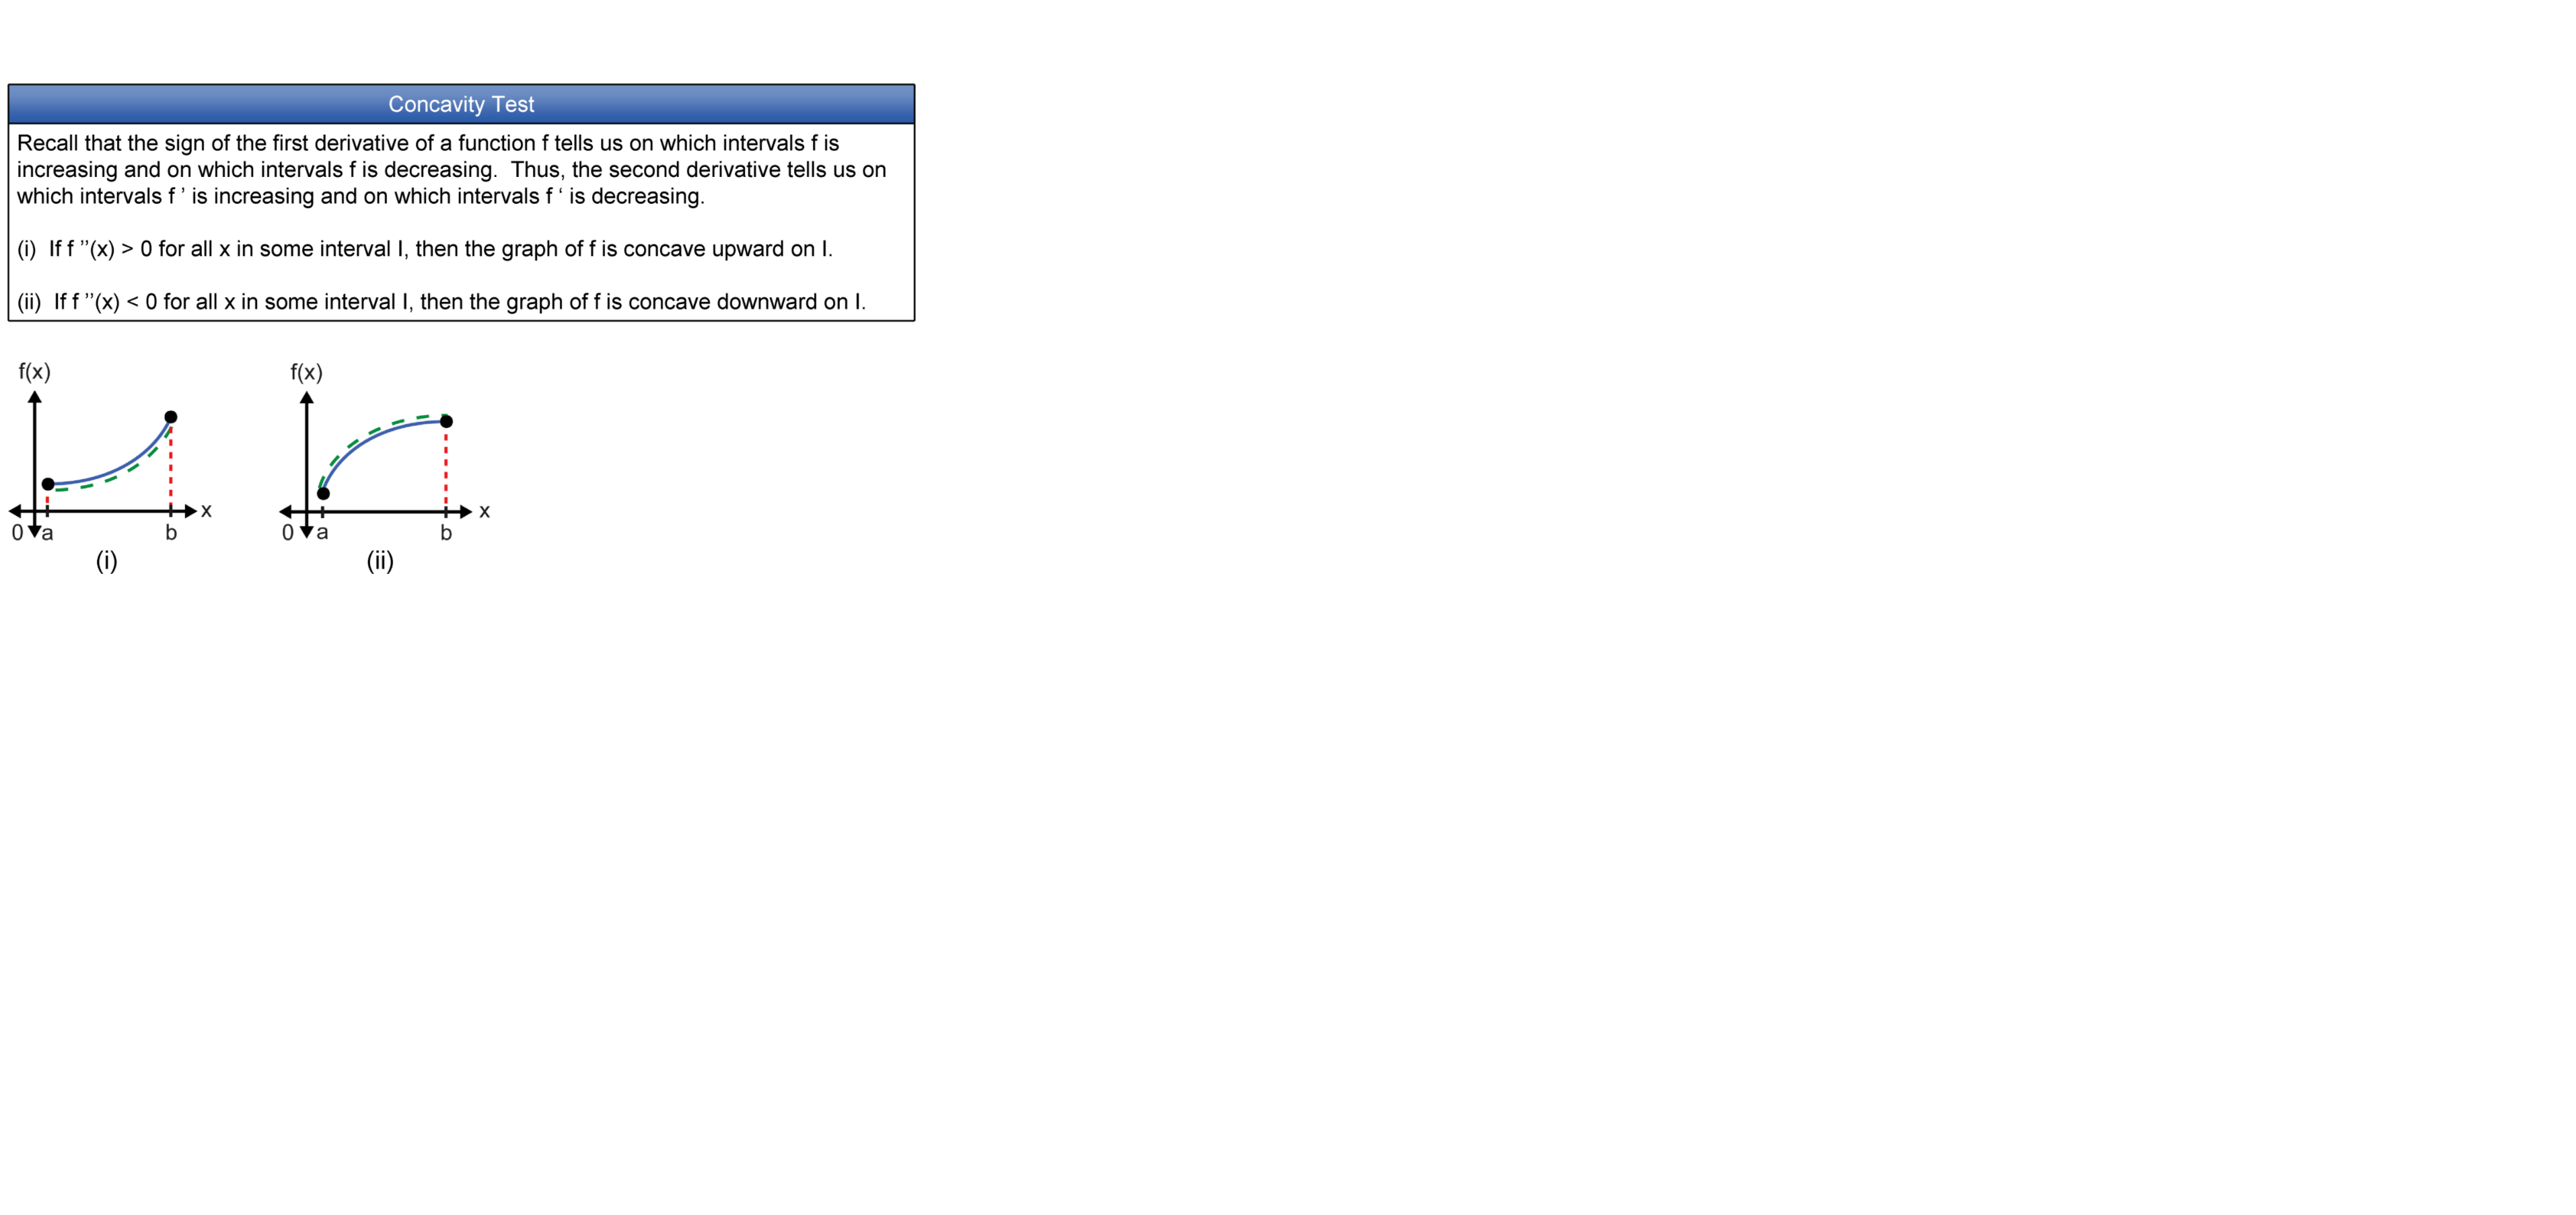 Concavity Test
Recall that the sign of the first derivative of a function f tells us on which intervals f is
increasing and on which intervals f is decreasing.  Thus, the second derivative tells us on
which intervals f ’ is increasing and on which intervals f ‘ is decreasing.
(i)  If f ’’(x) > 0 for all x in some interval I, then the graph of f is concave upward on I.
(ii)  If f ’’(x) < 0 for all x in some interval I, then the graph of f is concave downward on I.
f(x)
x
0 a b
(i)
f(x)
x
0 a b
(ii)